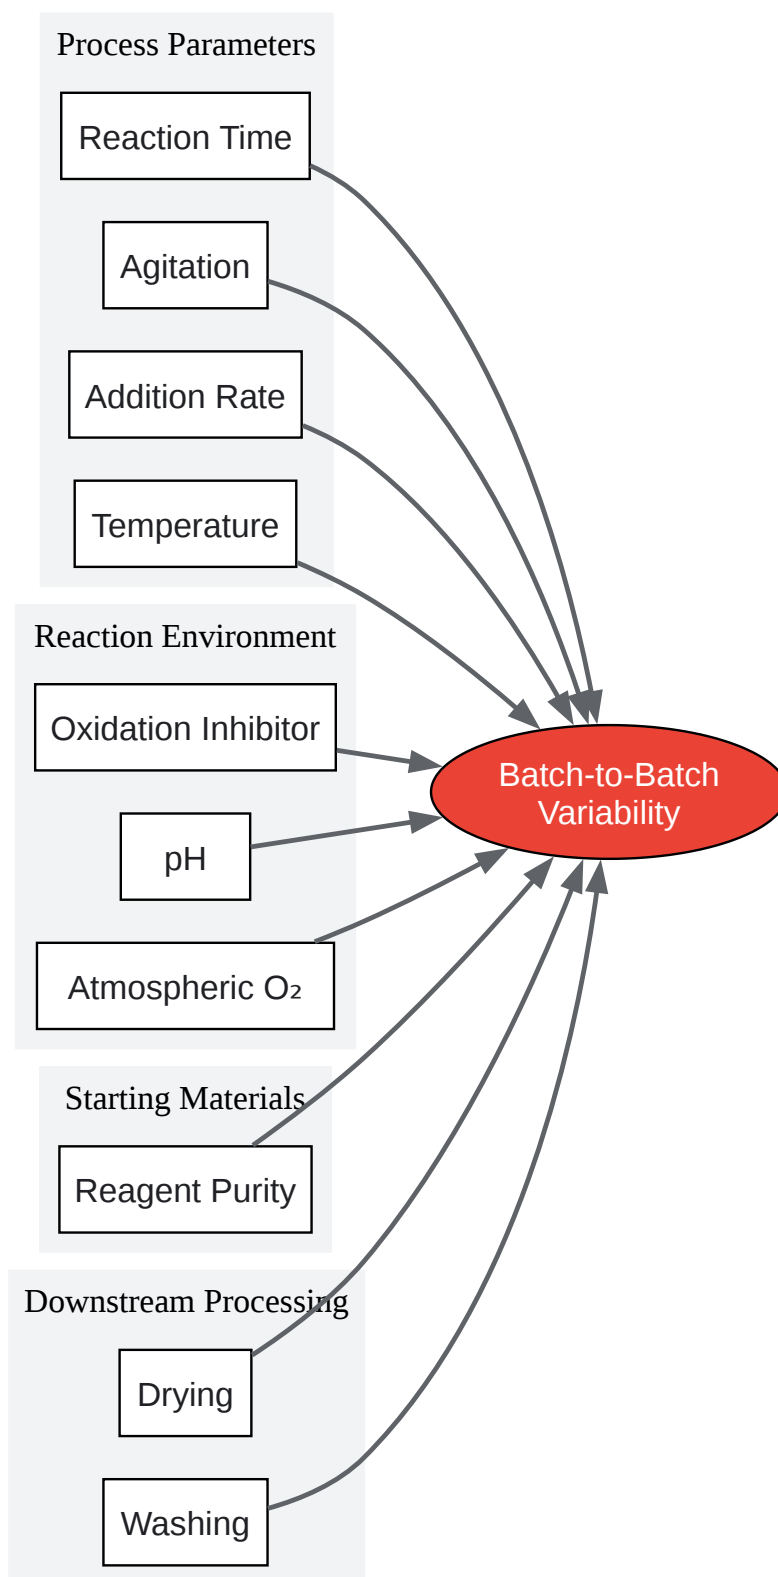 Process Parameters
Reaction Time
Agitation
Addition Rate
Temperature
Reaction Environment
Oxidation Inhibitor
pH
Atmospheric O₂
Starting Materials
Reagent Purity
Downstream Processing
Drying
Washing
Batch-to-Batch
Variability